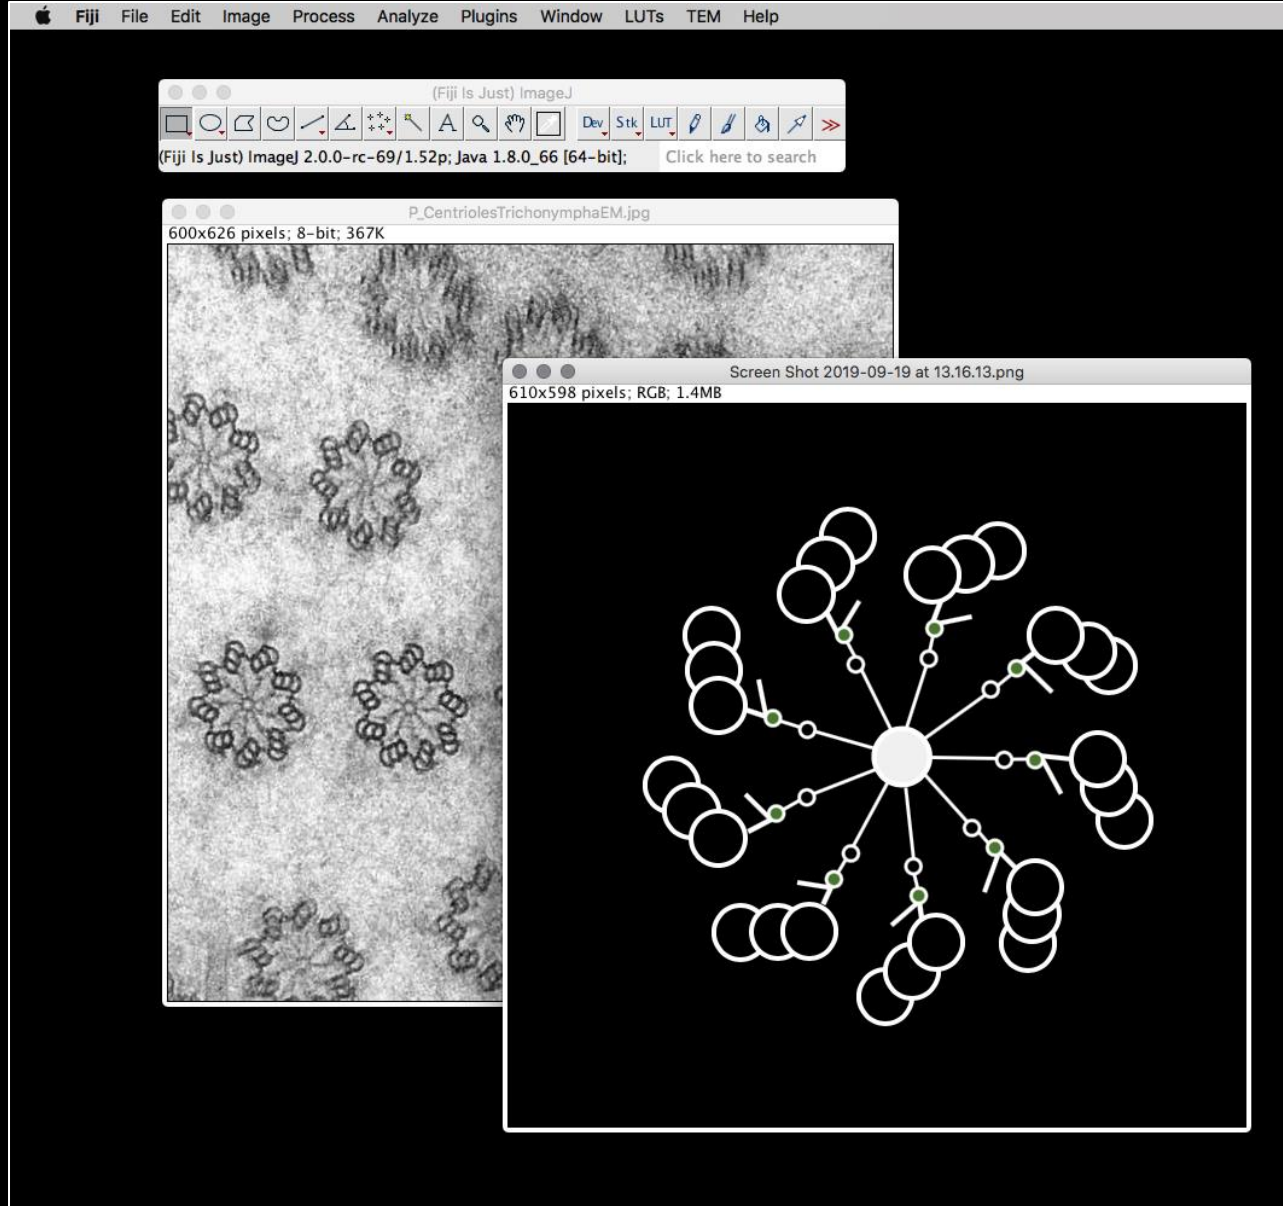 Fiji File Edit Image Process Analyze Plugins Window LUTs TEM Help
(Fiji Is Just) ImageJ
A Dev Stk LUT
(Fiji Is Just) ImageJ 2.0.0-rc-69/1.52p; Java 1.8.0_66 [64-bit]; Click here to search
P_CentriolesTrichonymphaEM.jpg
600x626 pixels; 8-bit; 367K
Screen Shot 2019-09-19 at 13.16.13.png
610x598 pixels; RGB; 1.4MB